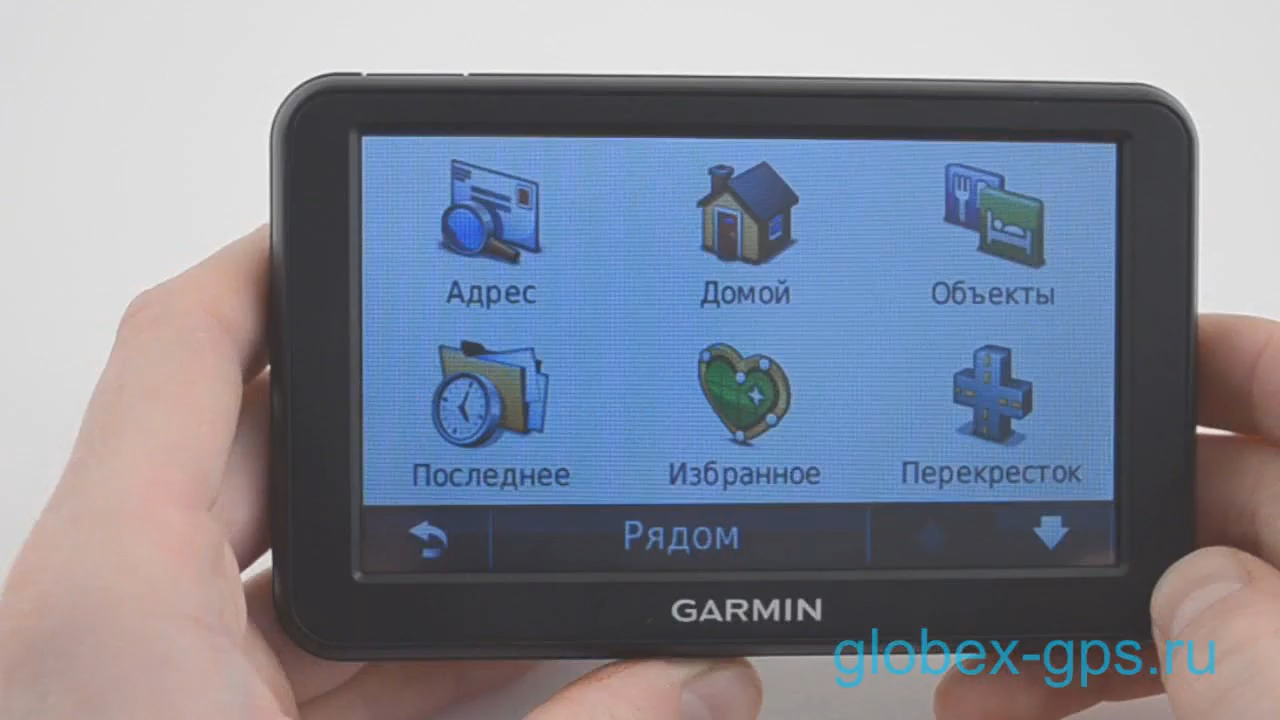 Адрес Домой Объекты
Последнее Избранное Перекресток
Рядом
GARMIN
globex-gps.ru